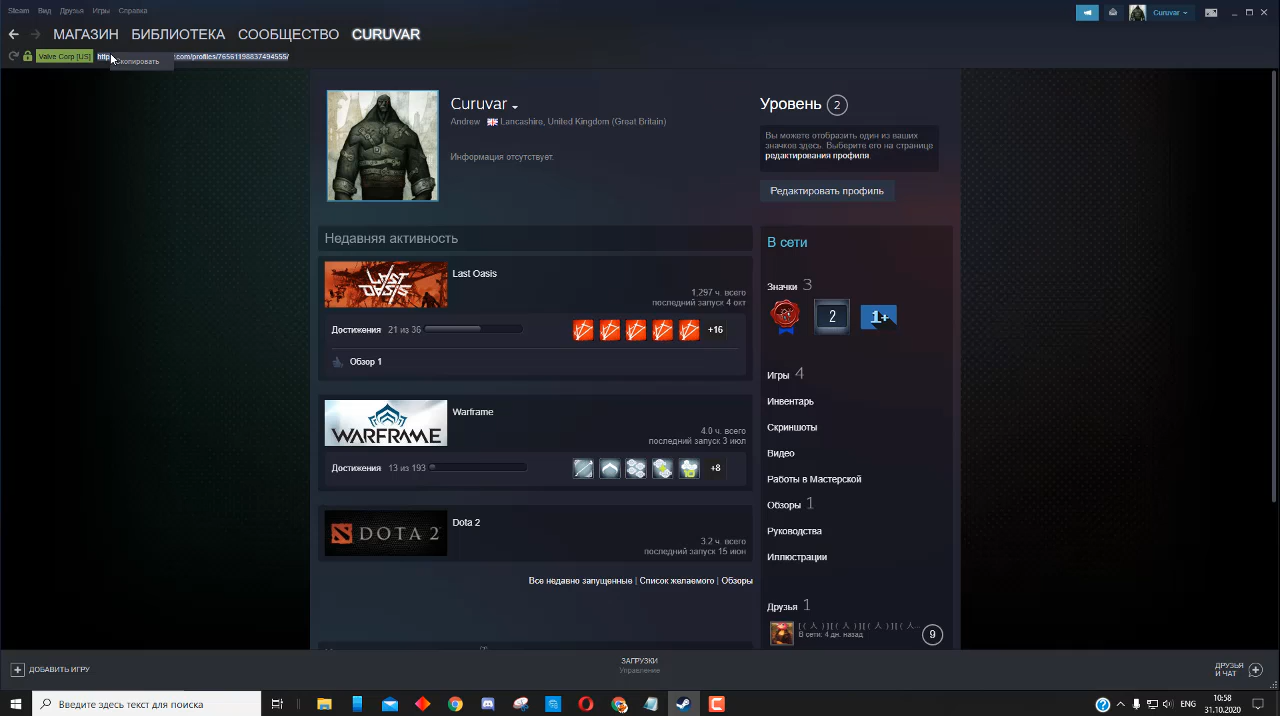 Steam Вид Друзья Игры Справка
Curuvar
МАГАЗИН БИБЛИОТЕКА СООБЩЕСТВО CURUVAR
Valve Corp [US] http .com/profiles/76561198837494555/
Скопировать
Curuvar
Andrew Lancashire, United Kingdom (Great Britain)
Информация отсутствует.
Уровень 2
Вы можете отобразить один из ваших
значков здесь. Выберите его на странице
редактирования профиля.
Редактировать профиль
Недавняя активность
LAST OASIS
Last Oasis
1,297 ч. всего
последний запуск 4 окт
Достижения 21 из 36 +16
Обзор 1
WARFRAME
Warframe
4.0 ч. всего
последний запуск 3 июл
Достижения 13 из 193 +8
DOTA 2
Dota 2
3.2 ч. всего
последний запуск 15 июн
Все недавно запущенные | Список желаемого | Обзоры
В сети
Значки 3
2 1+
Игры 4
Инвентарь
Скриншоты
Видео
Работы в Мастерской
Обзоры 1
Руководства
Иллюстрации
Друзья 1
[( 人 )][( 人 )][( 人 )][( 人...
В сети: 4 дн. назад
9
ДОБАВИТЬ ИГРУ
ЗАГРУЗКИ
Управление
ДРУЗЬЯ
И ЧАТ
Введите здесь текст для поиска
ENG
10:58
31.10.2020